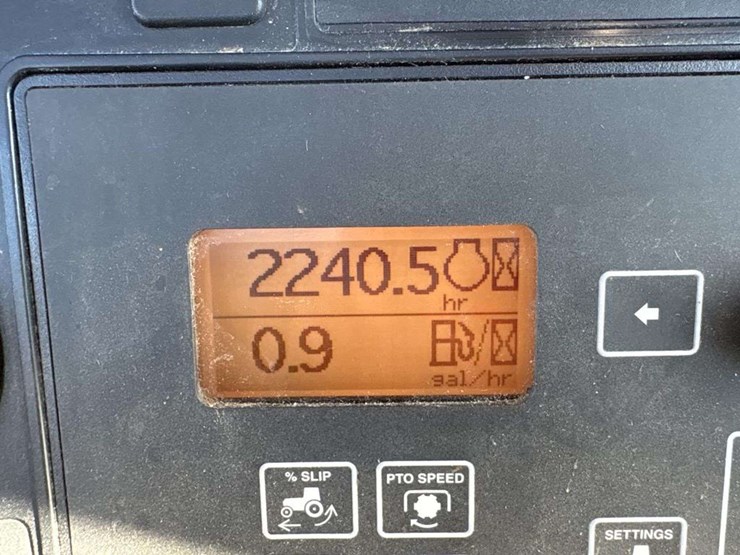 2240.5
hr
0.9
gal/hr
% SLIP
PTO SPEED
SETTINGS